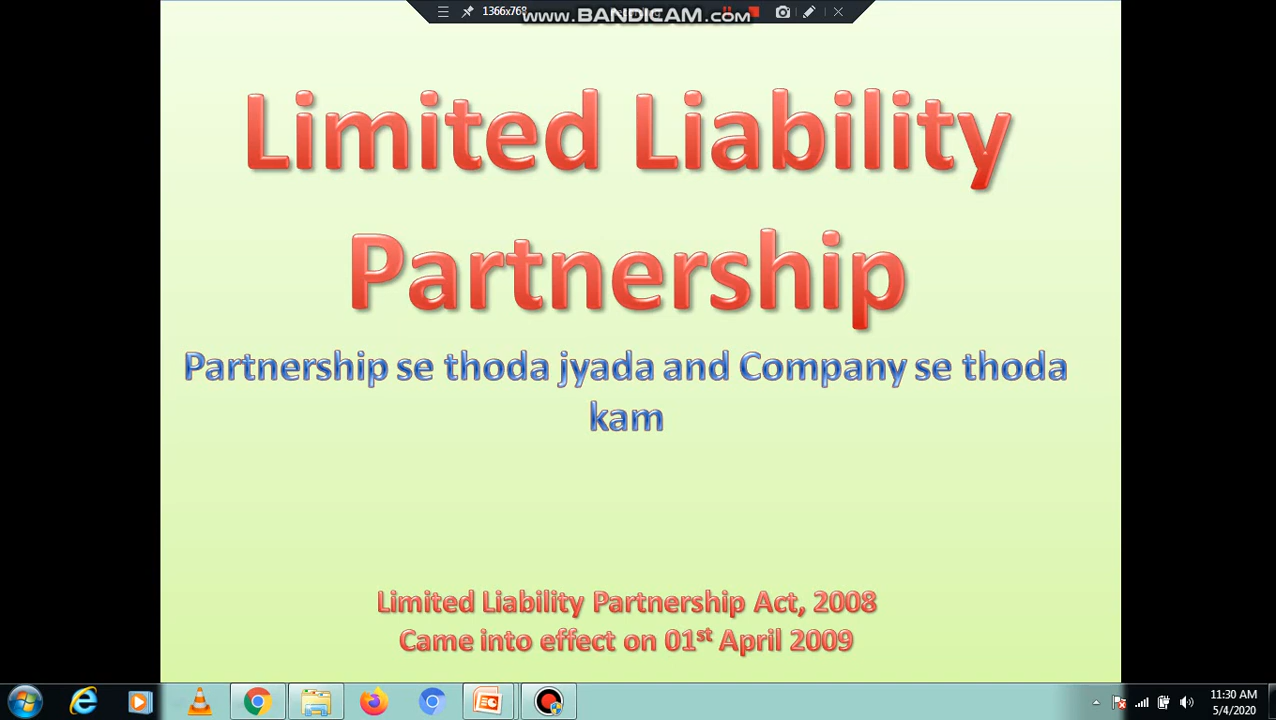 1366x768
www.BANDICAM.com
Limited Liability
Partnership
Partnership se thoda jyada and Company se thoda
kam
Limited Liability Partnership Act, 2008
Came into effect on 01st April 2009
11:30 AM
5/4/2020